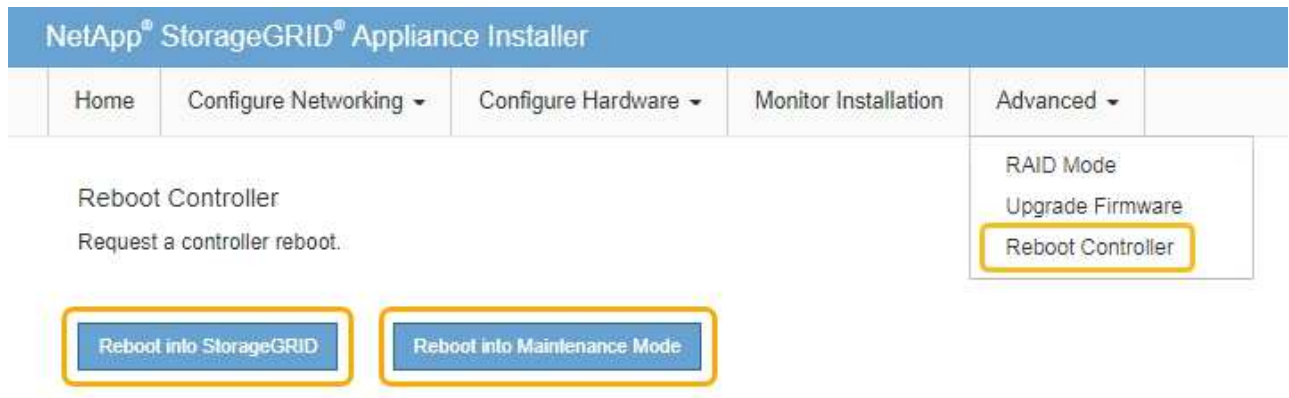 NetApp® StorageGRID® Appliance Installer
Home Configure Networking Configure Hardware Monitor Installation Advanced
RAID Mode
Upgrade Firmware
Reboot Controller
Reboot Controller
Request a controller reboot.
Reboot into StorageGRID Reboot into Maintenance Mode